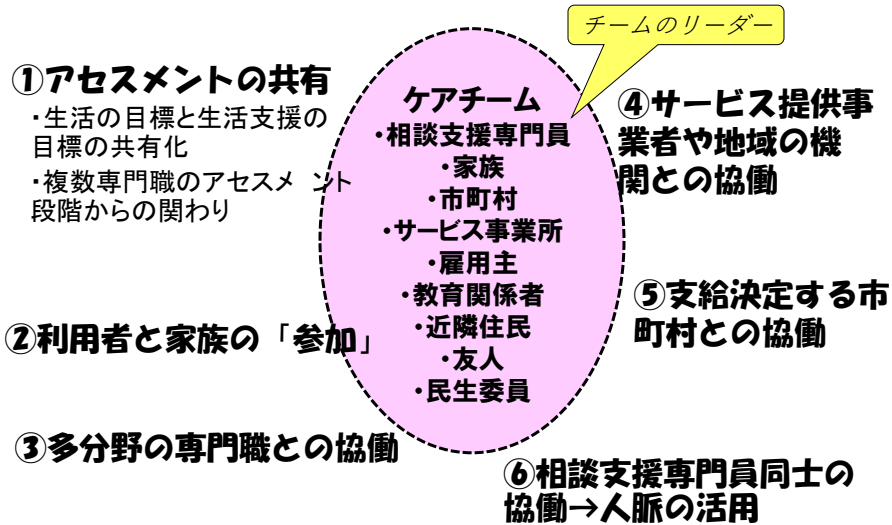 チームのリーダー
①アセスメントの共有
・生活の目標と生活支援の
目標の共有化
・複数専門職のアセスメント
段階からの関わり
②利用者と家族の「参加」
③多分野の専門職との協働
ケアチーム
・相談支援専門員
・家族
・市町村
・サービス事業所
・雇用主
・教育関係者
・近隣住民
・友人
・民生委員
④サービス提供事
業者や地域の機
関との協働
⑤支給決定する市
町村との協働
⑥相談支援専門員同士の
協働→人脈の活用